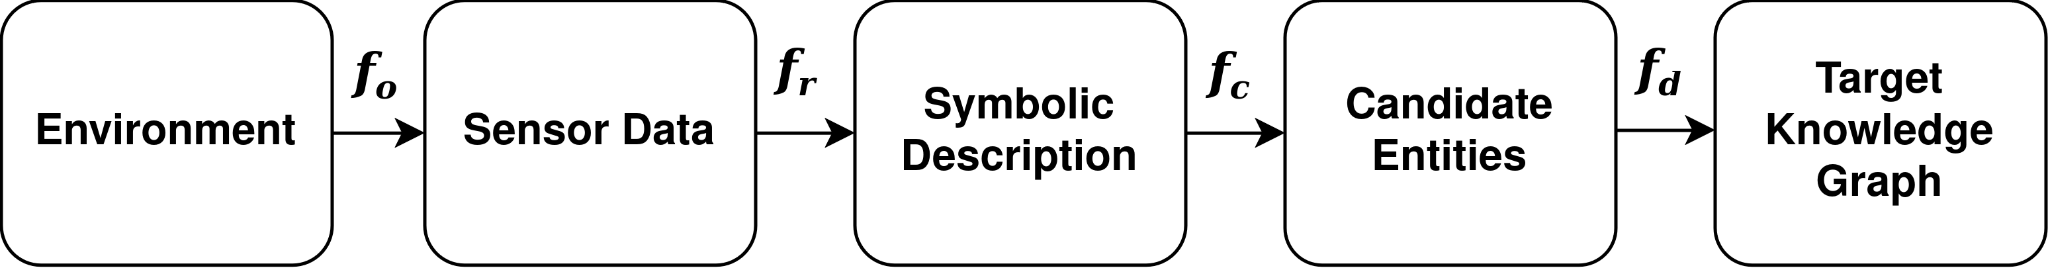 Environment
f_o
Sensor Data
f_r
Symbolic
Description
f_c
Candidate
Entities
f_d
Target
Knowledge
Graph